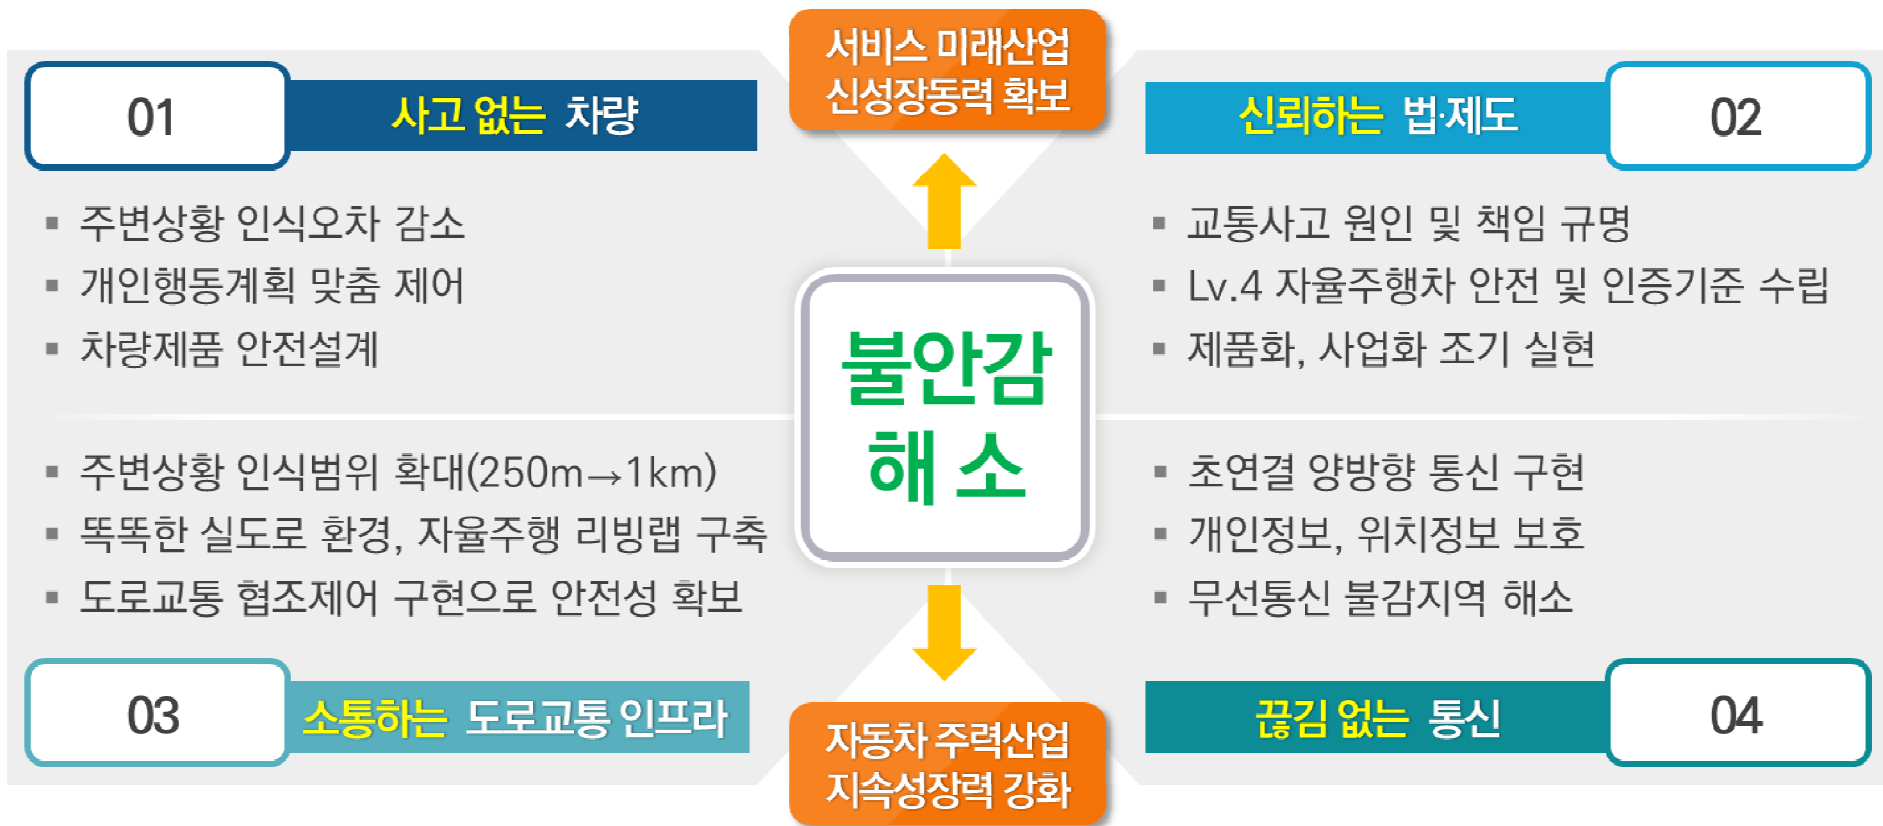 서비스 미래산업
신성장동력 확보
01
사고 없는 차량
▪ 주변상황 인식오차 감소
▪ 개인행동계획 맞춤 제어
▪ 차량제품 안전설계
신뢰하는 법·제도
02
▪ 교통사고 원인 및 책임 규명
▪ Lv.4 자율주행차 안전 및 인증기준 수립
▪ 제품화, 사업화 조기 실현
불안감
해 소
▪ 주변상황 인식범위 확대(250m→1km)
▪ 똑똑한 실도로 환경, 자율주행 리빙랩 구축
▪ 도로교통 협조제어 구현으로 안전성 확보
03
소통하는 도로교통 인프라
▪ 초연결 양방향 통신 구현
▪ 개인정보, 위치정보 보호
▪ 무선통신 불감지역 해소
끊김 없는 통신
04
자동차 주력산업
지속성장력 강화